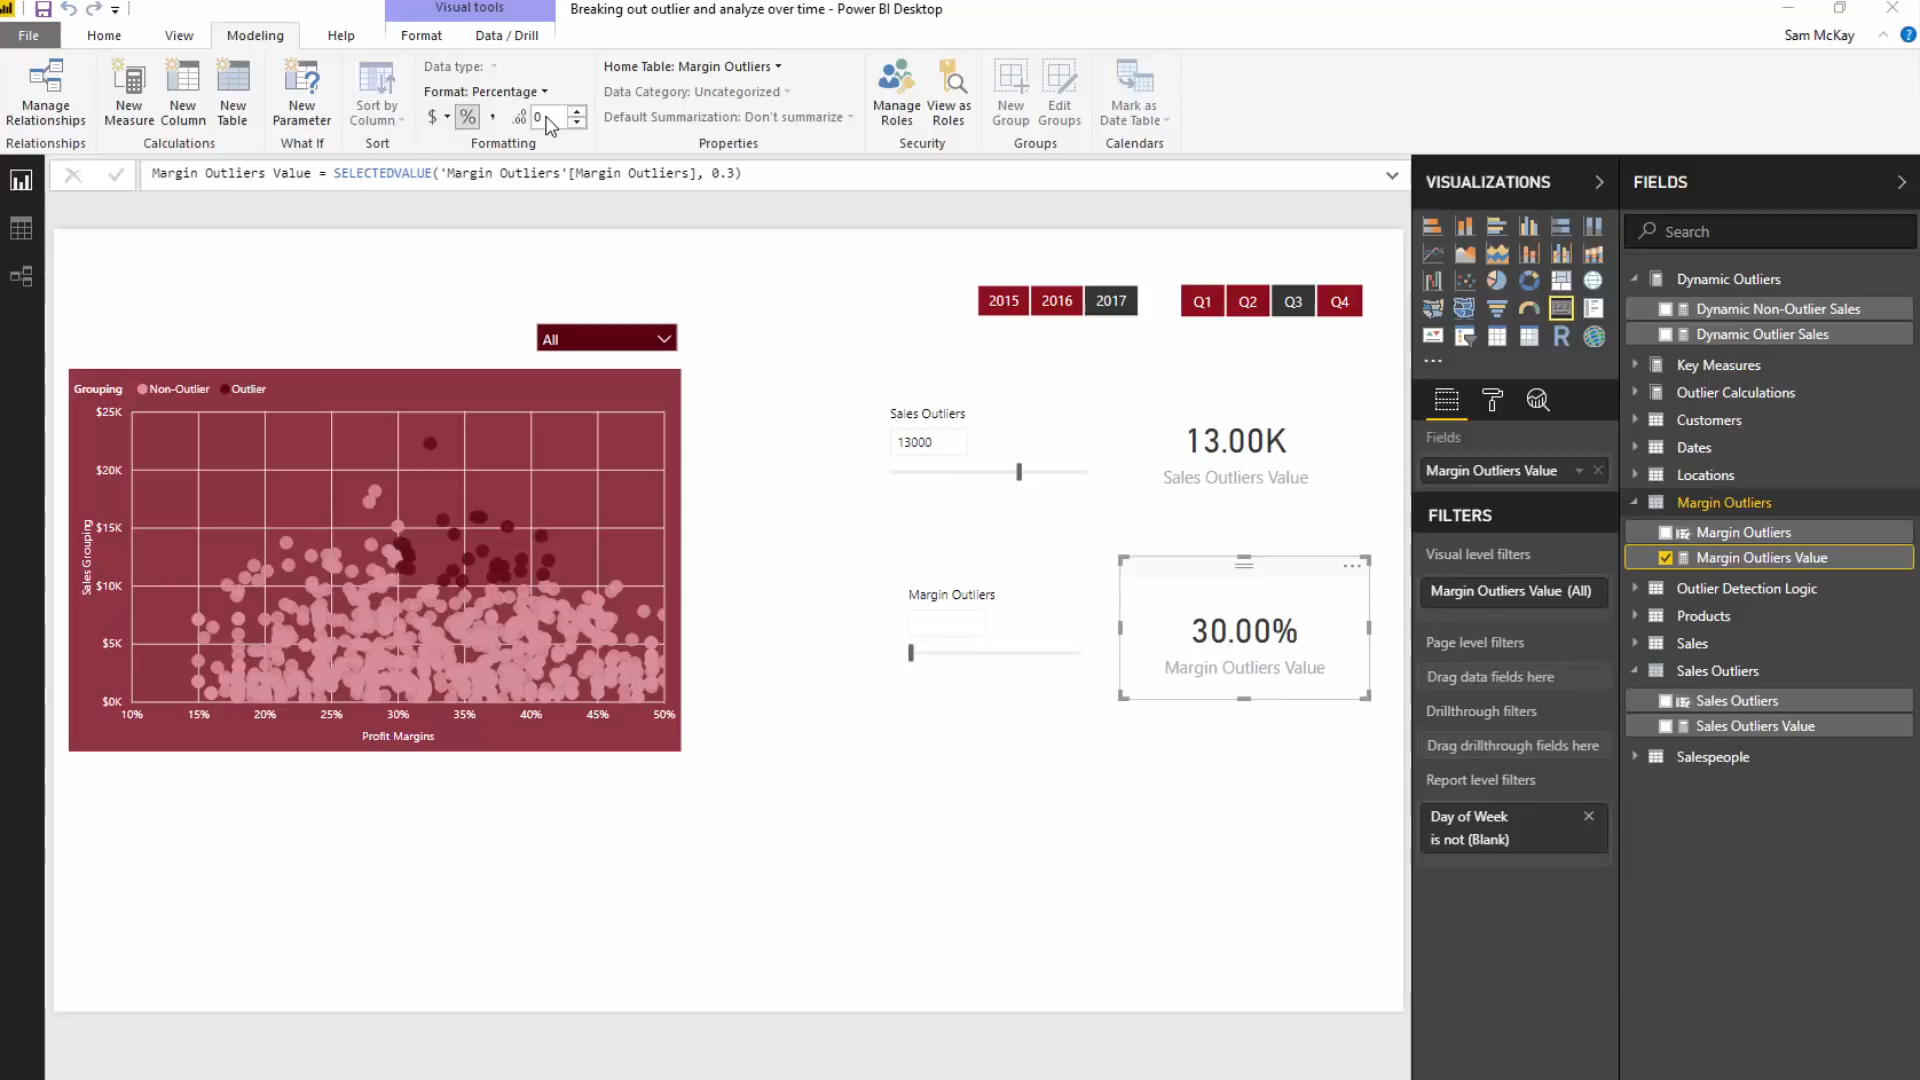 Visual tools
Breaking out outlier and analyze over time - Power BI Desktop
File
Home
View
Modeling
Help
Format
Data / Drill
Sam McKay
Manage Relationships
Relationships
New Measure
New Column
New Table
Calculations
New Parameter
What If
Sort by Column
Sort
Data type:
Format: Percentage
$ % , .00 0
Formatting
Home Table: Margin Outliers
Data Category: Uncategorized
Default Summarization: Don't summarize
Properties
Manage Roles
View as Roles
Security
New Group
Edit Groups
Groups
Mark as Date Table
Calendars
Margin Outliers Value = SELECTEDVALUE('Margin Outliers'[Margin Outliers], 0.3)
2015 2016 2017
Q1 Q2 Q3 Q4
All
Grouping Non-Outlier Outlier
$25K
$20K
$15K
$10K
$5K
$0K
Sales Grouping
10% 15% 20% 25% 30% 35% 40% 45% 50%
Profit Margins
Sales Outliers
13000
13.00K
Sales Outliers Value
Margin Outliers
30.00%
Margin Outliers Value
VISUALIZATIONS
R
Fields
Margin Outliers Value
FILTERS
Visual level filters
Margin Outliers Value (All)
Page level filters
Drag data fields here
Drillthrough filters
Drag drillthrough fields here
Report level filters
Day of Week
is not (Blank)
FIELDS
Search
Dynamic Outliers
Dynamic Non-Outlier Sales
Dynamic Outlier Sales
Key Measures
Outlier Calculations
Customers
Dates
Locations
Margin Outliers
Margin Outliers
Margin Outliers Value
Outlier Detection Logic
Products
Sales
Sales Outliers
Sales Outliers
Sales Outliers Value
Salespeople